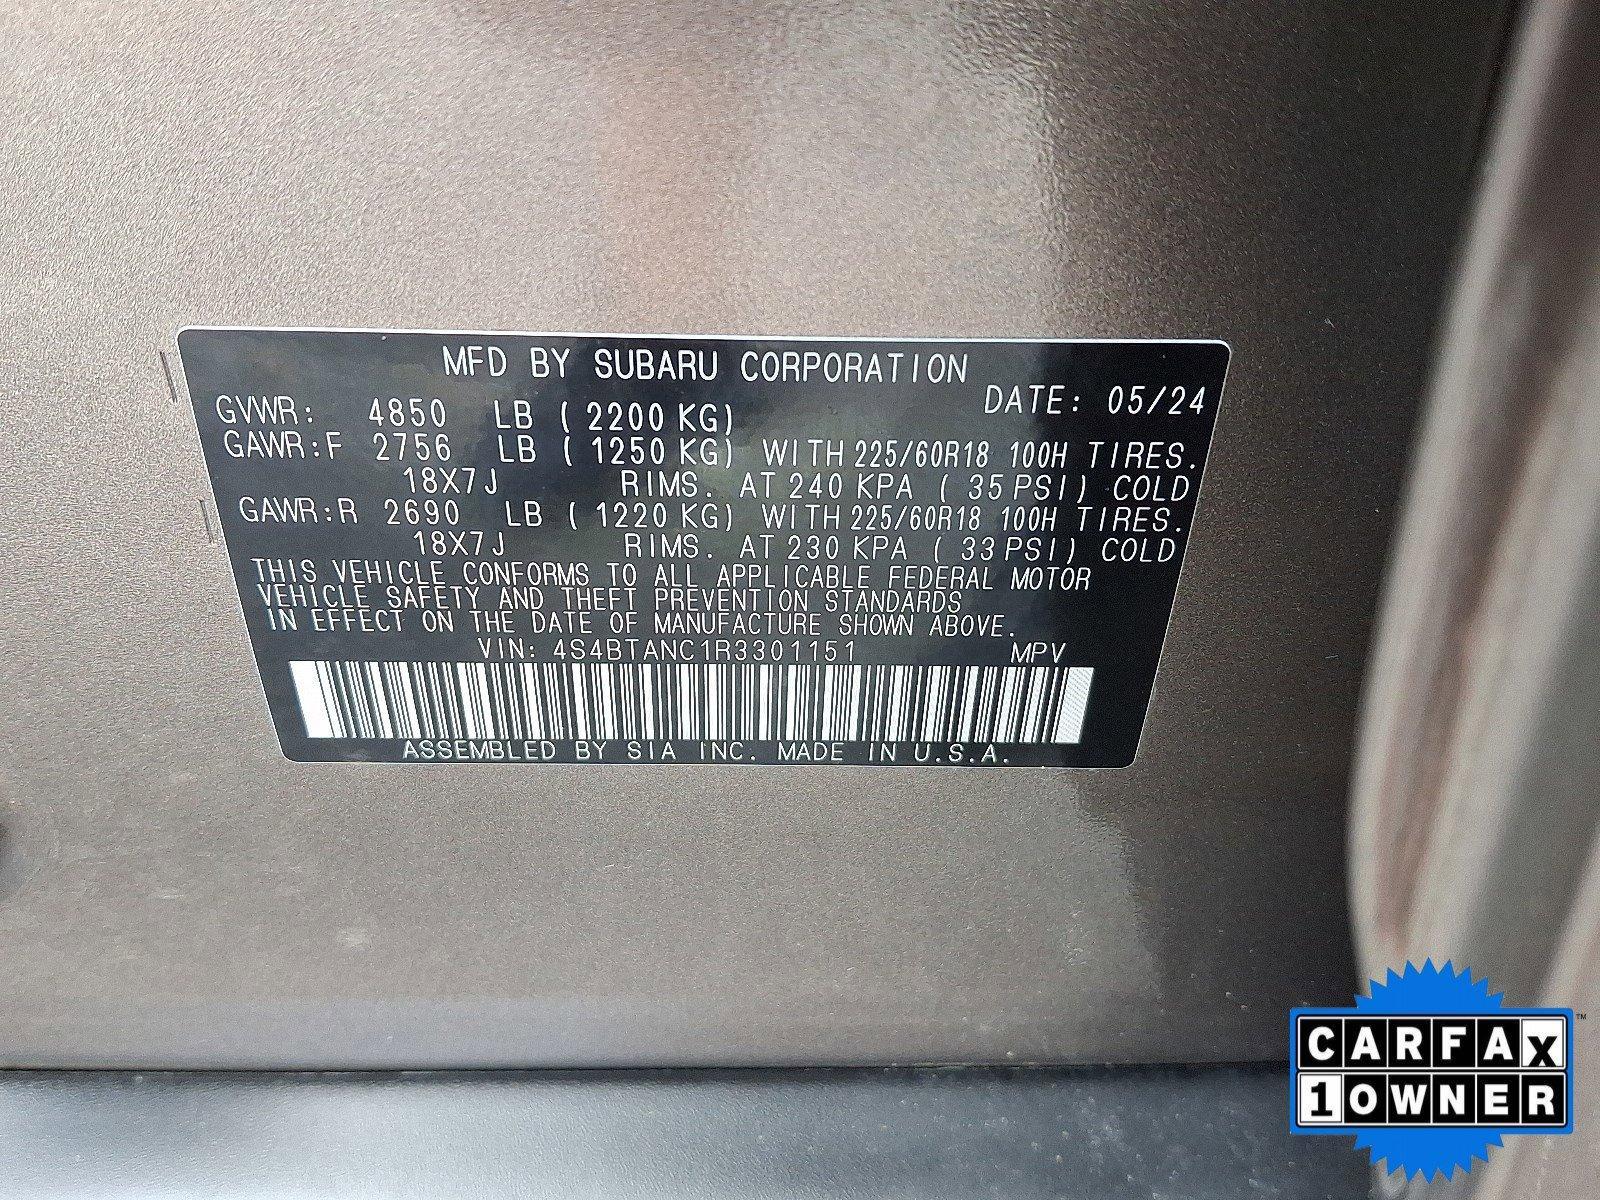 MFD BY SUBARU CORPORATION
DATE: 05/24
GVWR: 4850 LB ( 2200 KG)
GAWR:F 2756 LB ( 1250 KG) WITH 225/60R18 100H TIRES.
18X7J RIMS. AT 240 KPA ( 35 PSI) COLD
GAWR:R 2690 LB ( 1220 KG) WITH 225/60R18 100H TIRES.
18X7J RIMS. AT 230 KPA ( 33 PSI) COLD
THIS VEHICLE CONFORMS TO ALL APPLICABLE FEDERAL MOTOR
VEHICLE SAFETY AND THEFT PREVENTION STANDARDS
IN EFFECT ON THE DATE OF MANUFACTURE SHOWN ABOVE.
VIN: 4S4BTANC1R3301151 MPV
ASSEMBLED BY SIA INC. MADE IN U.S.A.
CARFAX™
1 OWNER